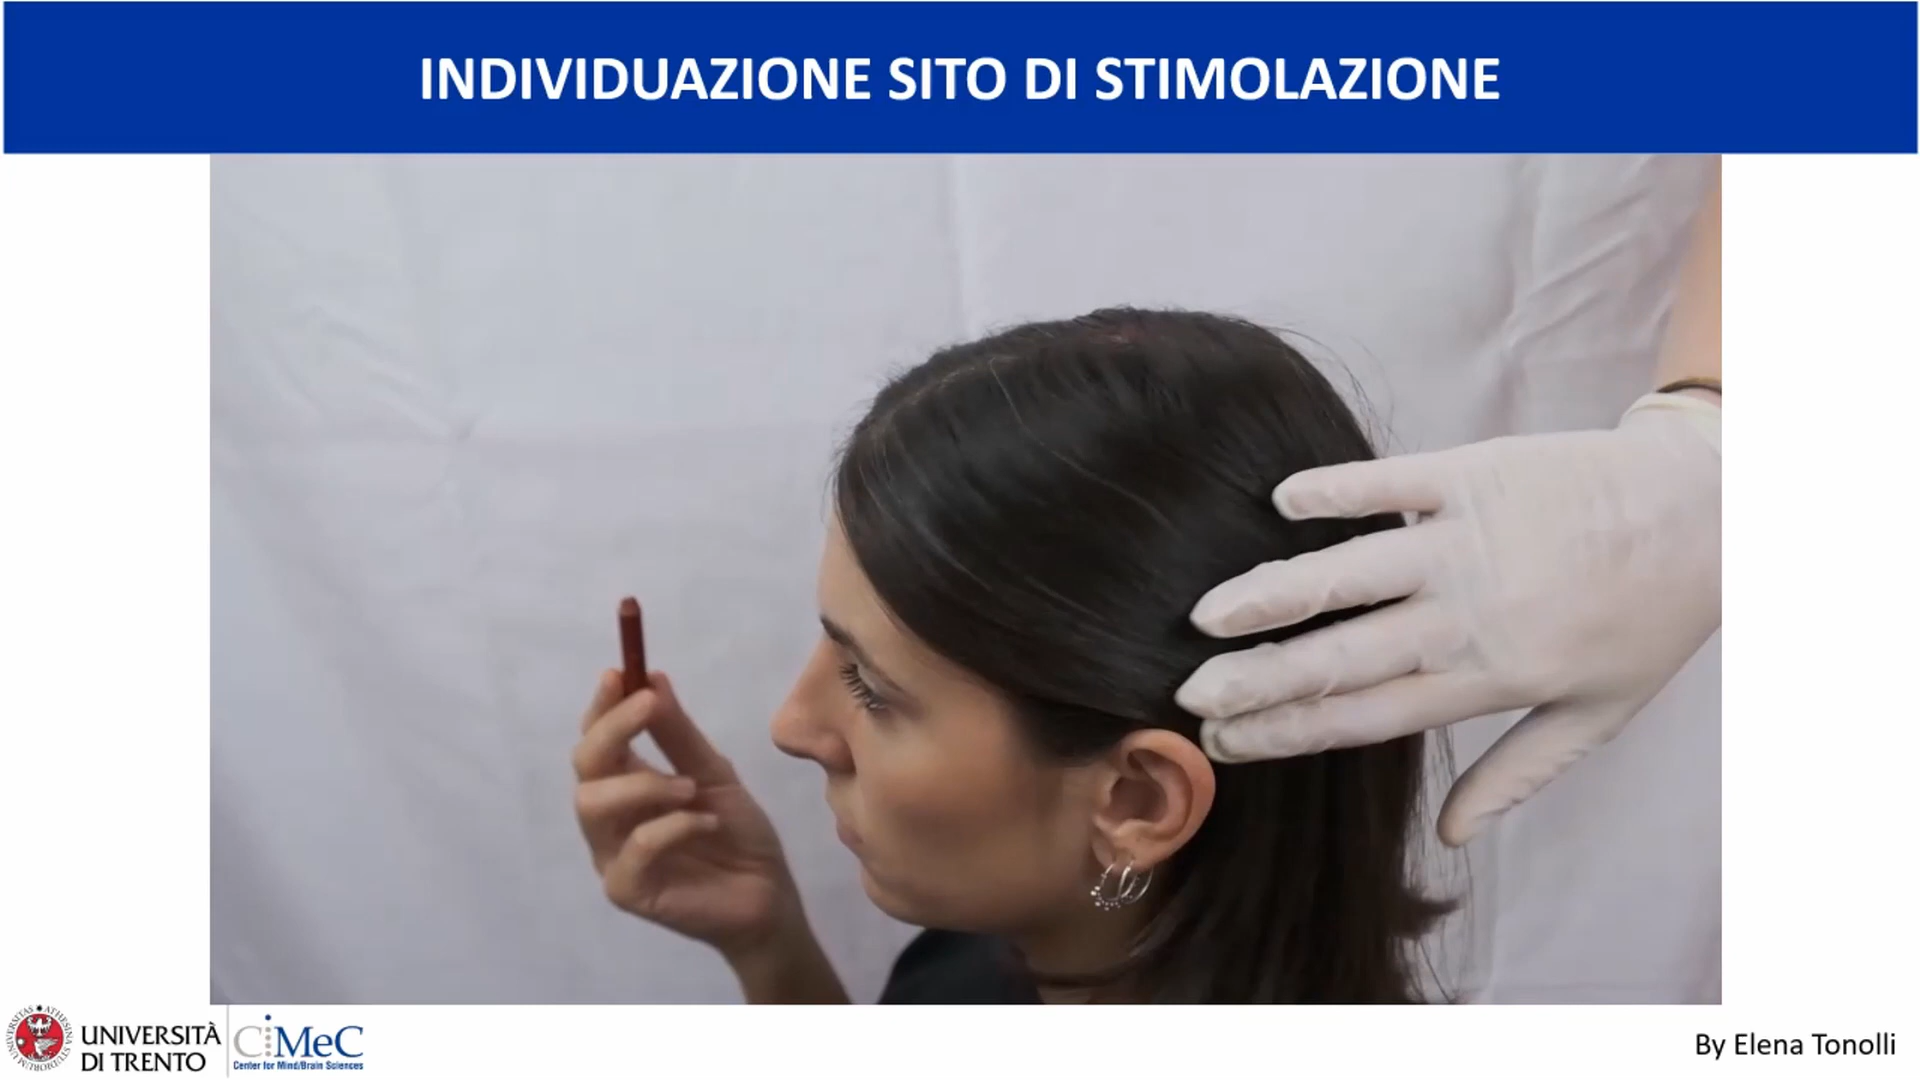 INDIVIDUAZIONE SITO DI STIMOLAZIONE
UNIVERSITÀ
DI TRENTO
CiMeC
Center for Mind/Brain Sciences
By Elena Tonolli